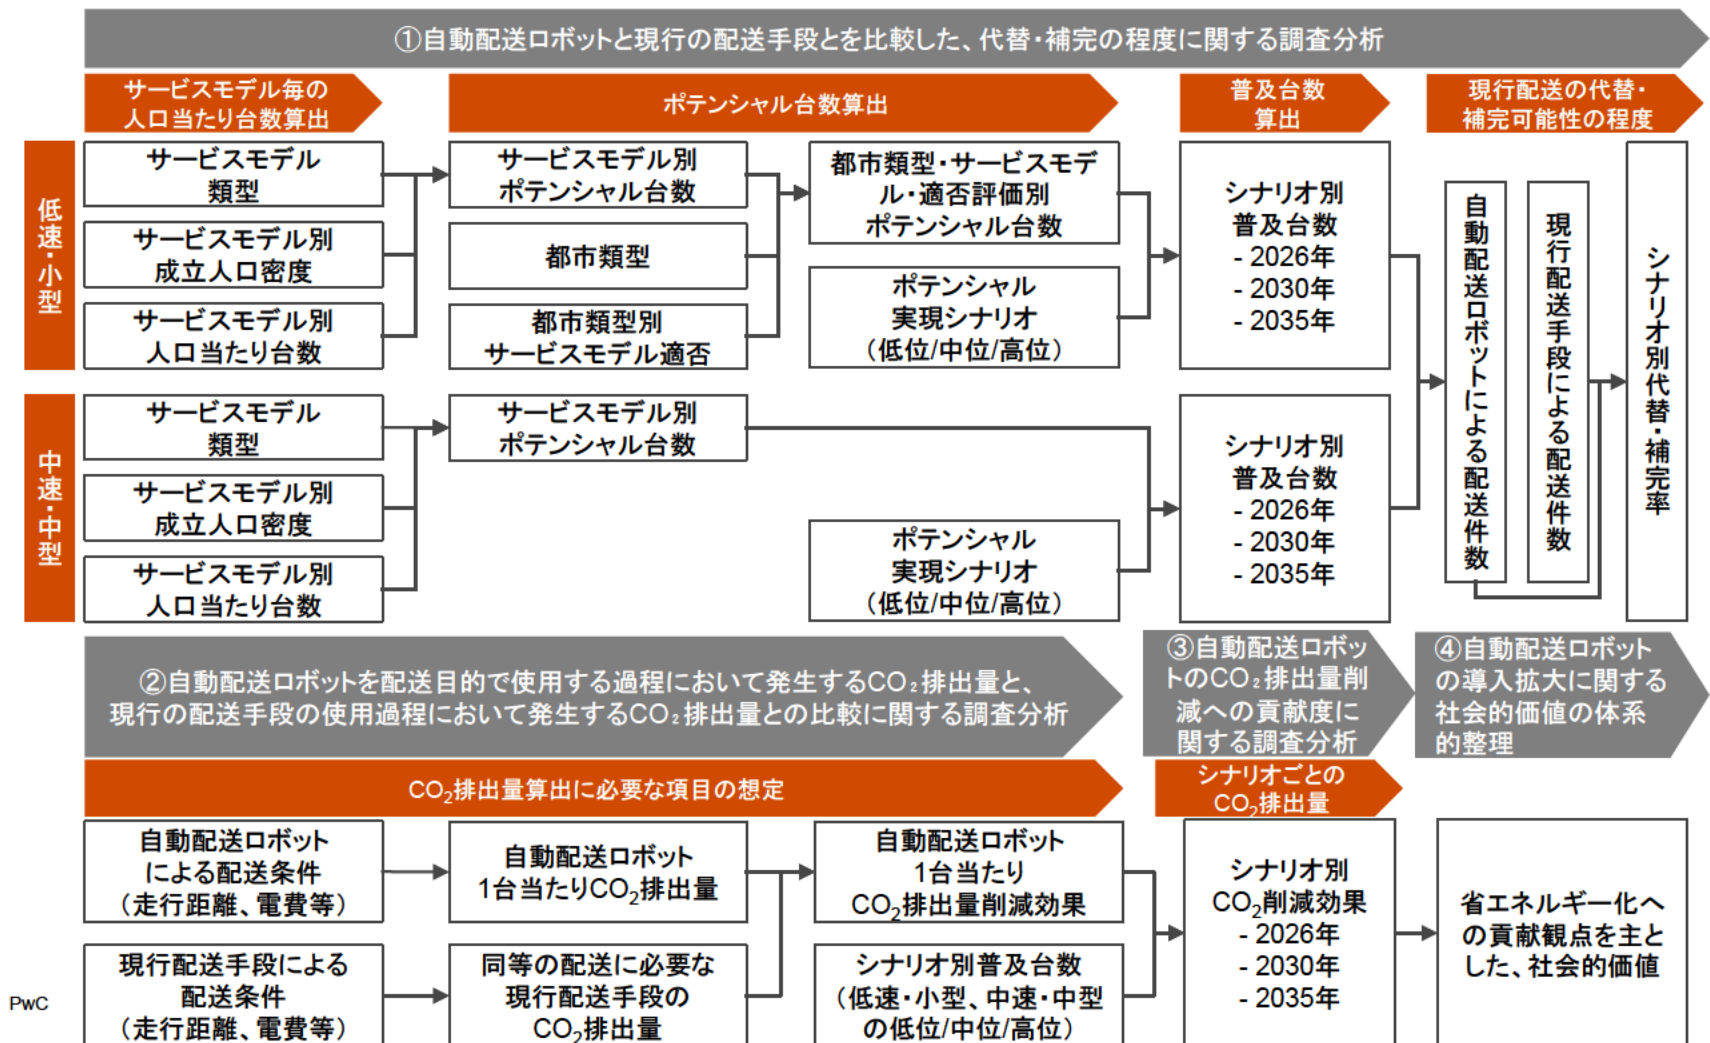 ①自動配送ロボットと現行の配送手段とを比較した、代替・補完の程度に関する調査分析
サービスモデル毎の
人口当たり台数算出
ポテンシャル台数算出
普及台数
算出
現行配送の代替・
補完可能性の程度
低速・小型
サービスモデル
類型
サービスモデル別
成立人口密度
サービスモデル別
人口当たり台数
サービスモデル別
ポテンシャル台数
都市類型
都市類型別
サービスモデル適否
都市類型・サービスモデ
ル・適否評価別
ポテンシャル台数
ポテンシャル
実現シナリオ
（低位/中位/高位）
シナリオ別
普及台数
- 2026年
- 2030年
- 2035年
中速・中型
サービスモデル
類型
サービスモデル別
成立人口密度
サービスモデル別
人口当たり台数
サービスモデル別
ポテンシャル台数
ポテンシャル
実現シナリオ
（低位/中位/高位）
シナリオ別
普及台数
- 2026年
- 2030年
- 2035年
自動配送ロボットによる配送件数
現行配送手段による配送件数
シナリオ別代替・補完率
②自動配送ロボットを配送目的で使用する過程において発生するCO₂排出量と、
現行の配送手段の使用過程において発生するCO₂排出量との比較に関する調査分析
③自動配送ロボッ
トのCO₂排出量削
減への貢献度に
関する調査分析
④自動配送ロボット
の導入拡大に関する
社会的価値の体系
的整理
CO₂排出量算出に必要な項目の想定
シナリオごとの
CO₂排出量
自動配送ロボット
による配送条件
（走行距離、電費等）
現行配送手段による
配送条件
（走行距離、電費等）
自動配送ロボット
1台当たりCO₂排出量
同等の配送に必要な
現行配送手段の
CO₂排出量
自動配送ロボット
1台当たり
CO₂排出量削減効果
シナリオ別普及台数
（低速・小型、中速・中型
の低位/中位/高位）
シナリオ別
CO₂削減効果
- 2026年
- 2030年
- 2035年
省エネルギー化へ
の貢献観点を主と
した、社会的価値
PwC